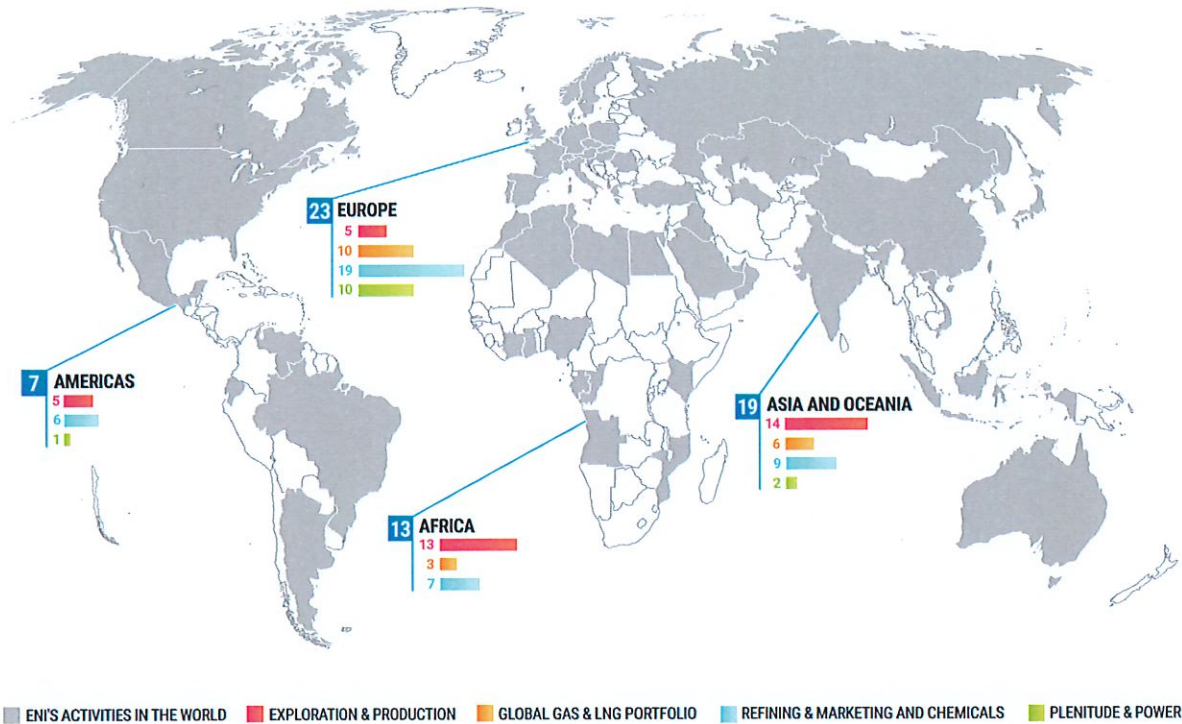 23 EUROPE
5
10
19
10
7 AMERICAS
5
6
1
19 ASIA AND OCEANIA
14
6
9
2
13 AFRICA
13
3
7
ENI'S ACTIVITIES IN THE WORLD EXPLORATION & PRODUCTION GLOBAL GAS & LNG PORTFOLIO REFINING & MARKETING AND CHEMICALS PLENITUDE & POWER